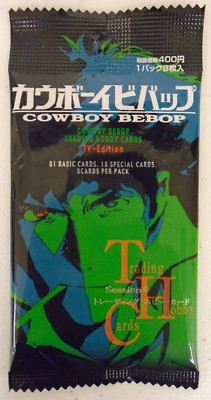 税抜価格400円
1パック8枚入
カウボーイビバップ
COWBOY BEBOP
COWBOY BEBOP
TRADING HOBBY CARDS
TV-Edition
81 BASIC CARDS. 18 SPECIAL CARDS.
8CARDS PER PACK
Trading
Session
トレーディング・ホビー・カード
Hobby
Cards